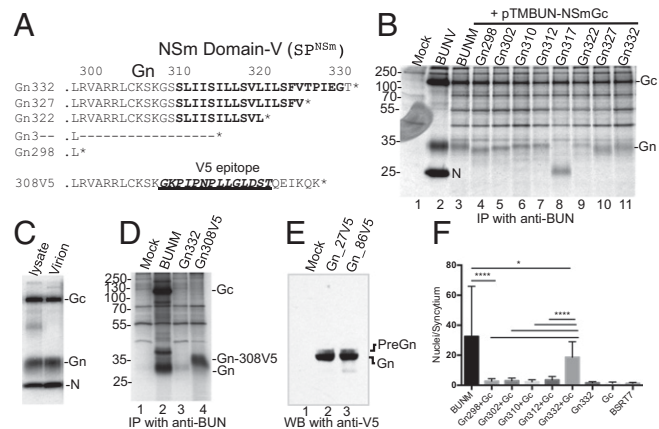 A
NSm Domain-V (SP^NSm)
300 Gn 310 320 330
Gn332 .LRVARRLCKSKGSSLIISILLSVLILSFVTPIEGT*
Gn327 .LRVARRLCKSKGSSLIISILLSVLILSFV*
Gn322 .LRVARRLCKSKGSSLIISILLSVL*
Gn3-- .L-----------------*
Gn298 .L*
V5 epitope
308V5 .LRVARRLCKSKGKPIPNPLLGLDSTQEIKQK*
B
+ pTMBUN-NSmGc
Mock BUNV BUNM Gn298 Gn302 Gn310 Gn312 Gn317 Gn322 Gn327 Gn332
250-
100-
70-
55-
35-
25-
-Gc
-Gn
N
1 2 3 4 5 6 7 8 9 10 11
IP with anti-BUN
C
lysate Virion
-Gc
-Gn
-N
D
Mock BUNM Gn332 Gn308V5
250-
130-
100-
70-
55-
35-
25-
-Gc
-Gn-308V5
-Gn
1 2 3 4
IP with anti-BUN
E
Mock Gn_27V5 Gn_86V5
PreGn
Gn
1 2 3
WB with anti-V5
F
Nuclei/Syncytium
80
60
40
20
0
*
****
****
BUNM Gn298+Gc Gn302+Gc Gn310+Gc Gn312+Gc Gn332+Gc Gn332 Gc BSRT7